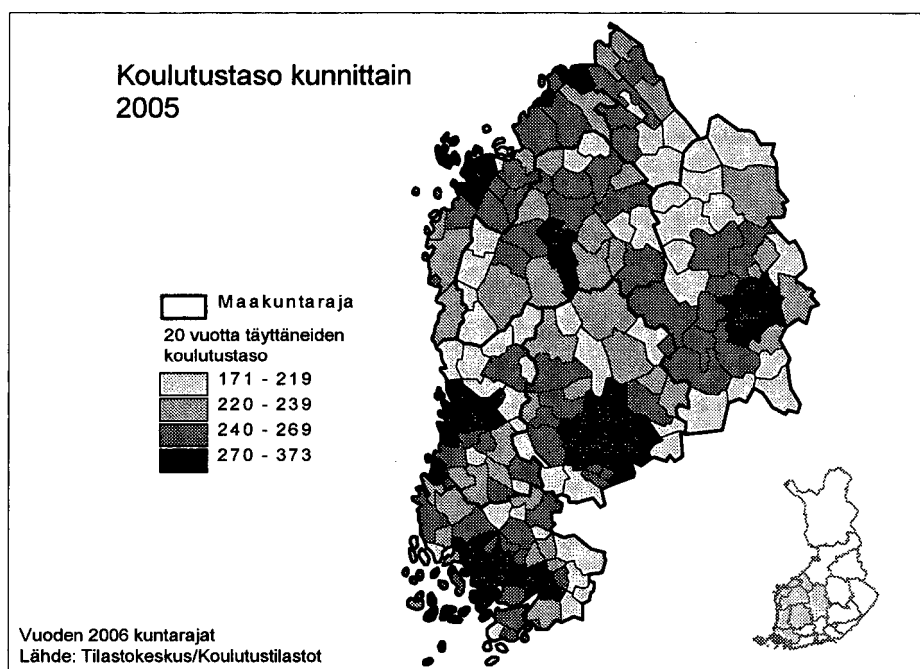 Koulutustaso kunnittain
2005
Maakuntaraja
20 vuotta täyttäneiden
koulutustaso
171 - 219
220 - 239
240 - 269
270 - 373
Vuoden 2006 kuntarajat
Lähde: Tilastokeskus/Koulutustilastot